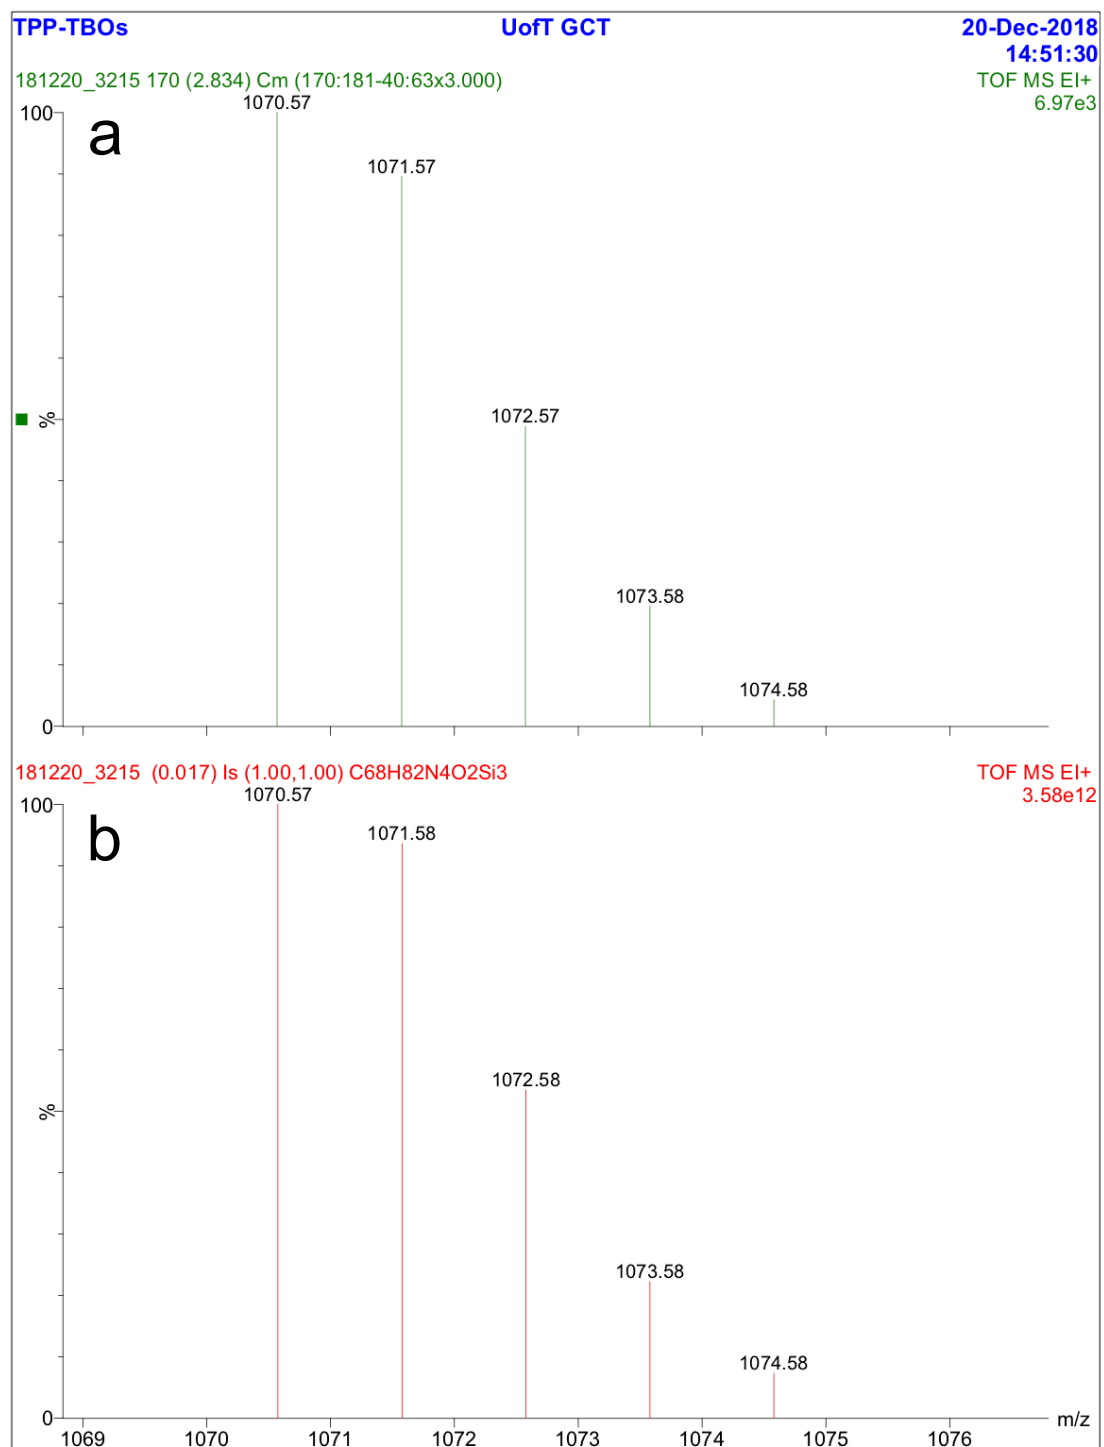 TPP-TBOs UofT GCT 20-Dec-2018
14:51:30
181220_3215 170 (2.834) Cm (170:181-40:63x3.000) TOF MS EI+
6.97e3
1070.57
100
a
1071.57
1072.57
%
1073.58
1074.58
0
181220_3215 (0.017) Is (1.00,1.00) C68H82N4O2Si3 TOF MS EI+
3.58e12
1070.57
100
b
1071.58
1072.58
%
1073.58
1074.58
0
m/z
1069 1070 1071 1072 1073 1074 1075 1076